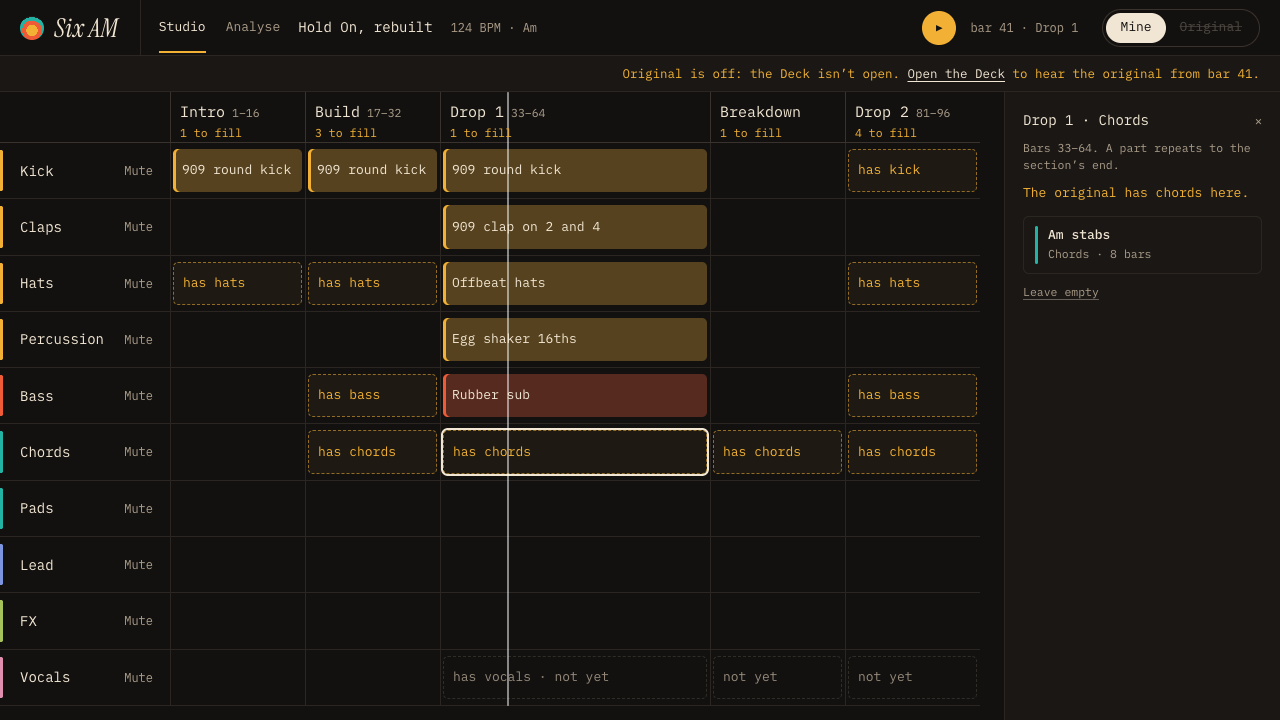 Six AM
Studio Analyse Hold On, rebuilt 124 BPM · Am
bar 41 · Drop 1 Mine Original
Original is off: the Deck isn't open. Open the Deck to hear the original from bar 41.
Intro 1–16 Build 17–32 Drop 1 33–64 Breakdown Drop 2 81–96
1 to fill 3 to fill 1 to fill 1 to fill 4 to fill
Kick Mute 909 round kick 909 round kick 909 round kick has kick
Claps Mute 909 clap on 2 and 4
Hats Mute has hats has hats Offbeat hats has hats
Percussion Mute Egg shaker 16ths
Bass Mute has bass Rubber sub has bass
Chords Mute has chords has chords has chords has chords
Pads Mute
Lead Mute
FX Mute
Vocals Mute has vocals · not yet not yet not yet
Drop 1 · Chords ×
Bars 33–64. A part repeats to the
section's end.
The original has chords here.
Am stabs
Chords · 8 bars
Leave empty